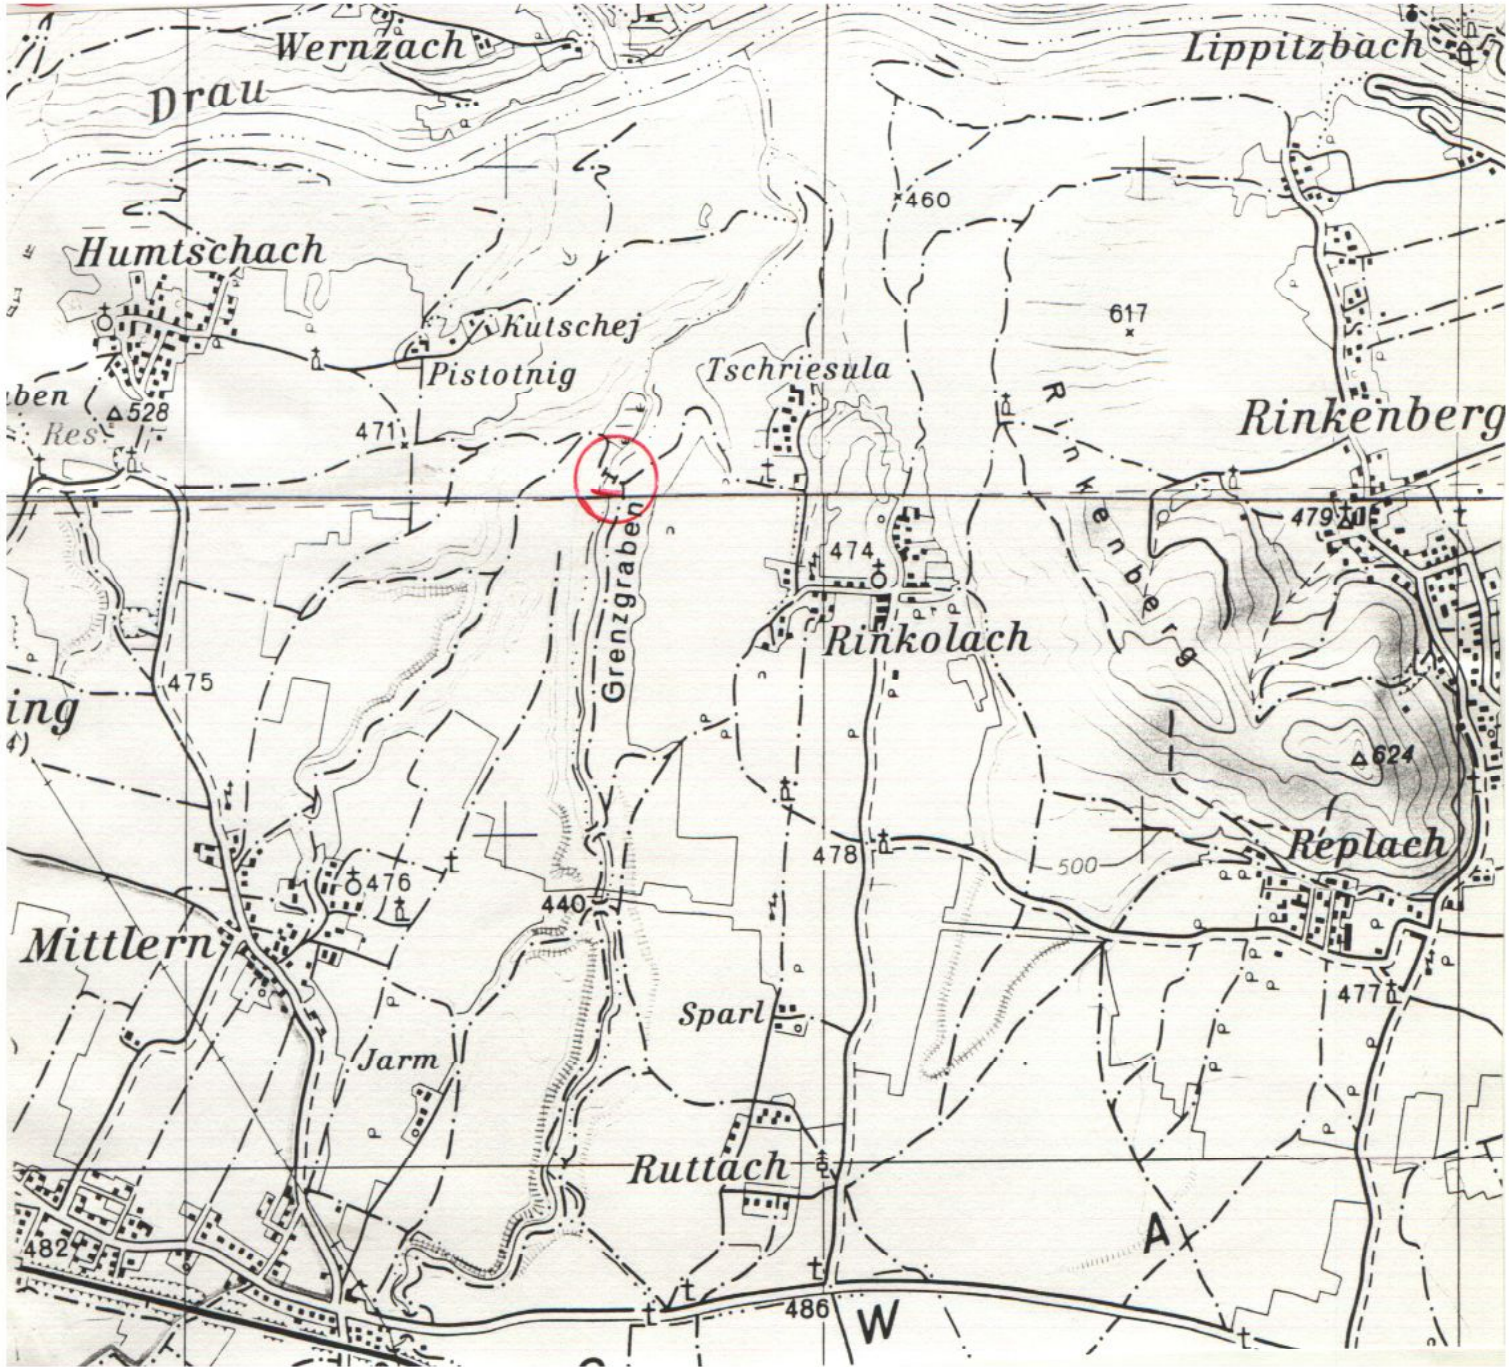 Wernzach
Lippitzbach
Drau
460
Humtschach
617
Kutschej
Pistotnig
Tschriesula
ben
528
Res.
471
Rinkenberg
Rinkenberg
479
474
Grenzgraben
Rinkolach
475
ing
4)
624
Replach
478
500
476
440
Mittlern
477
Sparl
Jarm
Ruttach
A
482
486
W